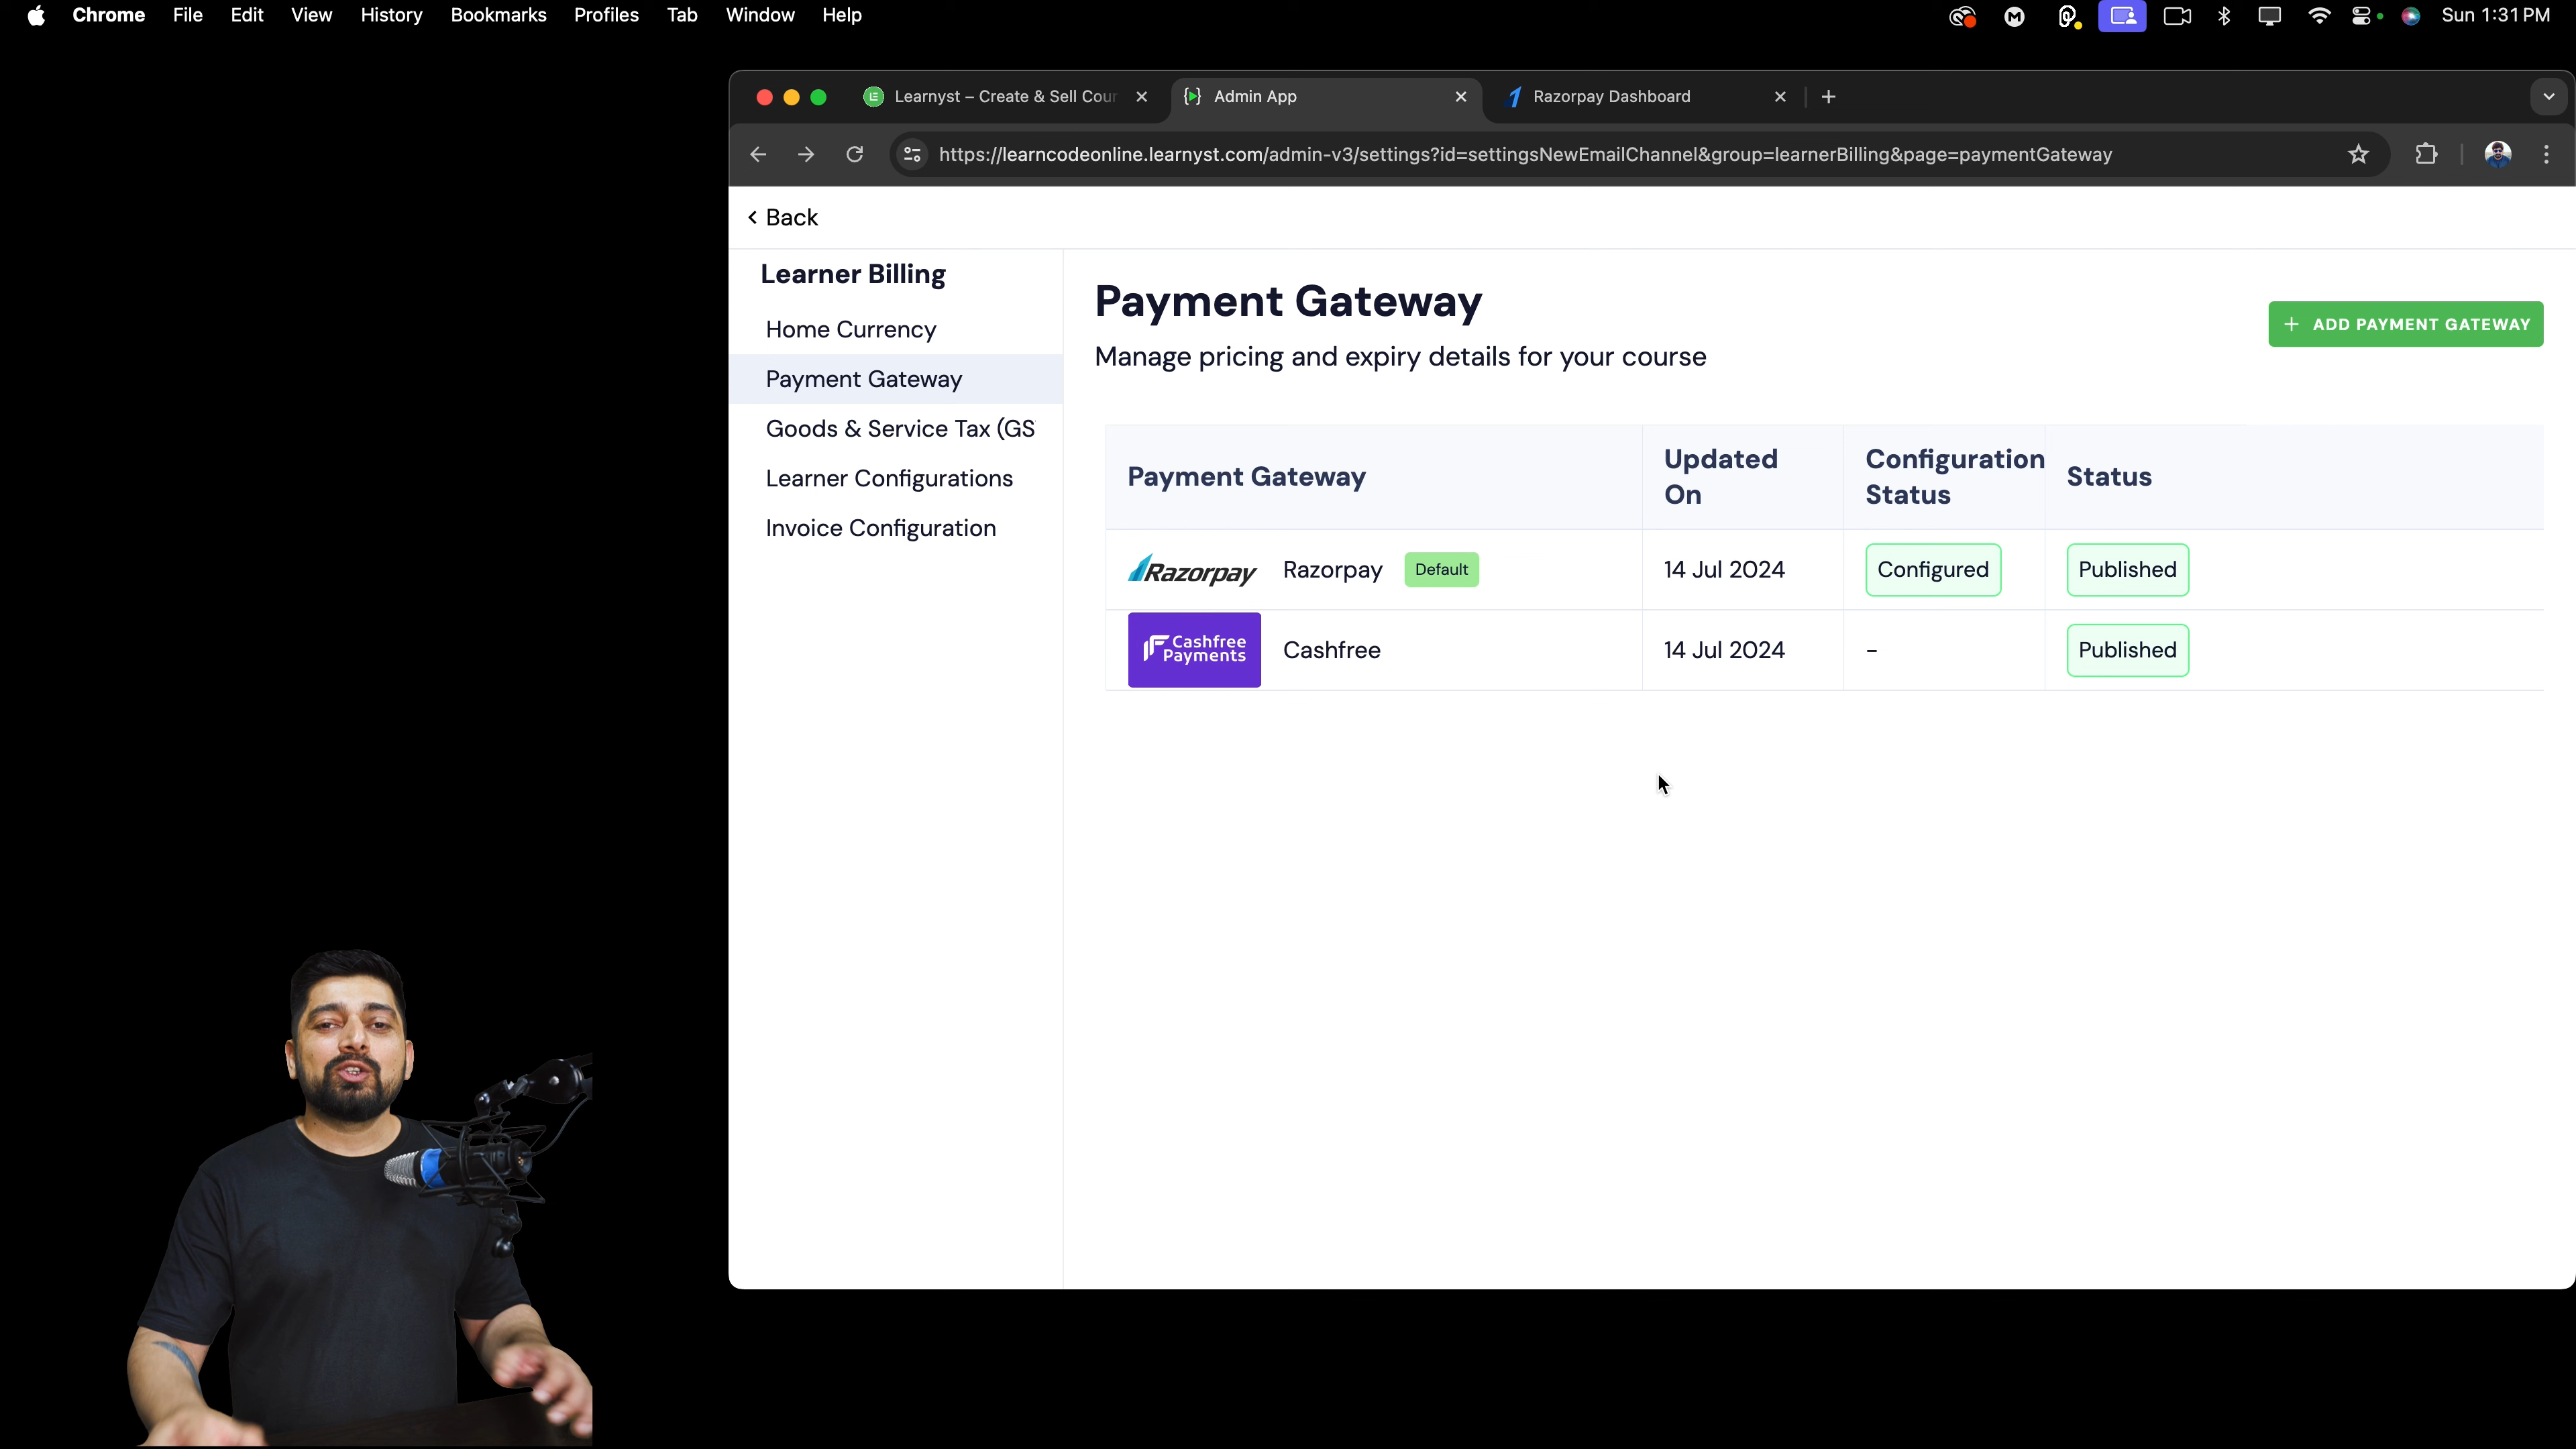 Chrome File Edit View History Bookmarks Profiles Tab Window Help Sun 1:31 PM
Learnyst – Create & Sell Cour Admin App Razorpay Dashboard
https://learncodeonline.learnyst.com/admin-v3/settings?id=settingsNewEmailChannel&group=learnerBilling&page=paymentGateway
Back
Learner Billing
Home Currency
Payment Gateway
Goods & Service Tax (GS
Learner Configurations
Invoice Configuration
Payment Gateway
Manage pricing and expiry details for your course
+ ADD PAYMENT GATEWAY
Payment Gateway
Updated
On
Configuration
Status
Status
Razorpay Razorpay Default 14 Jul 2024 Configured Published
Cashfree
Payments
Cashfree 14 Jul 2024 - Published